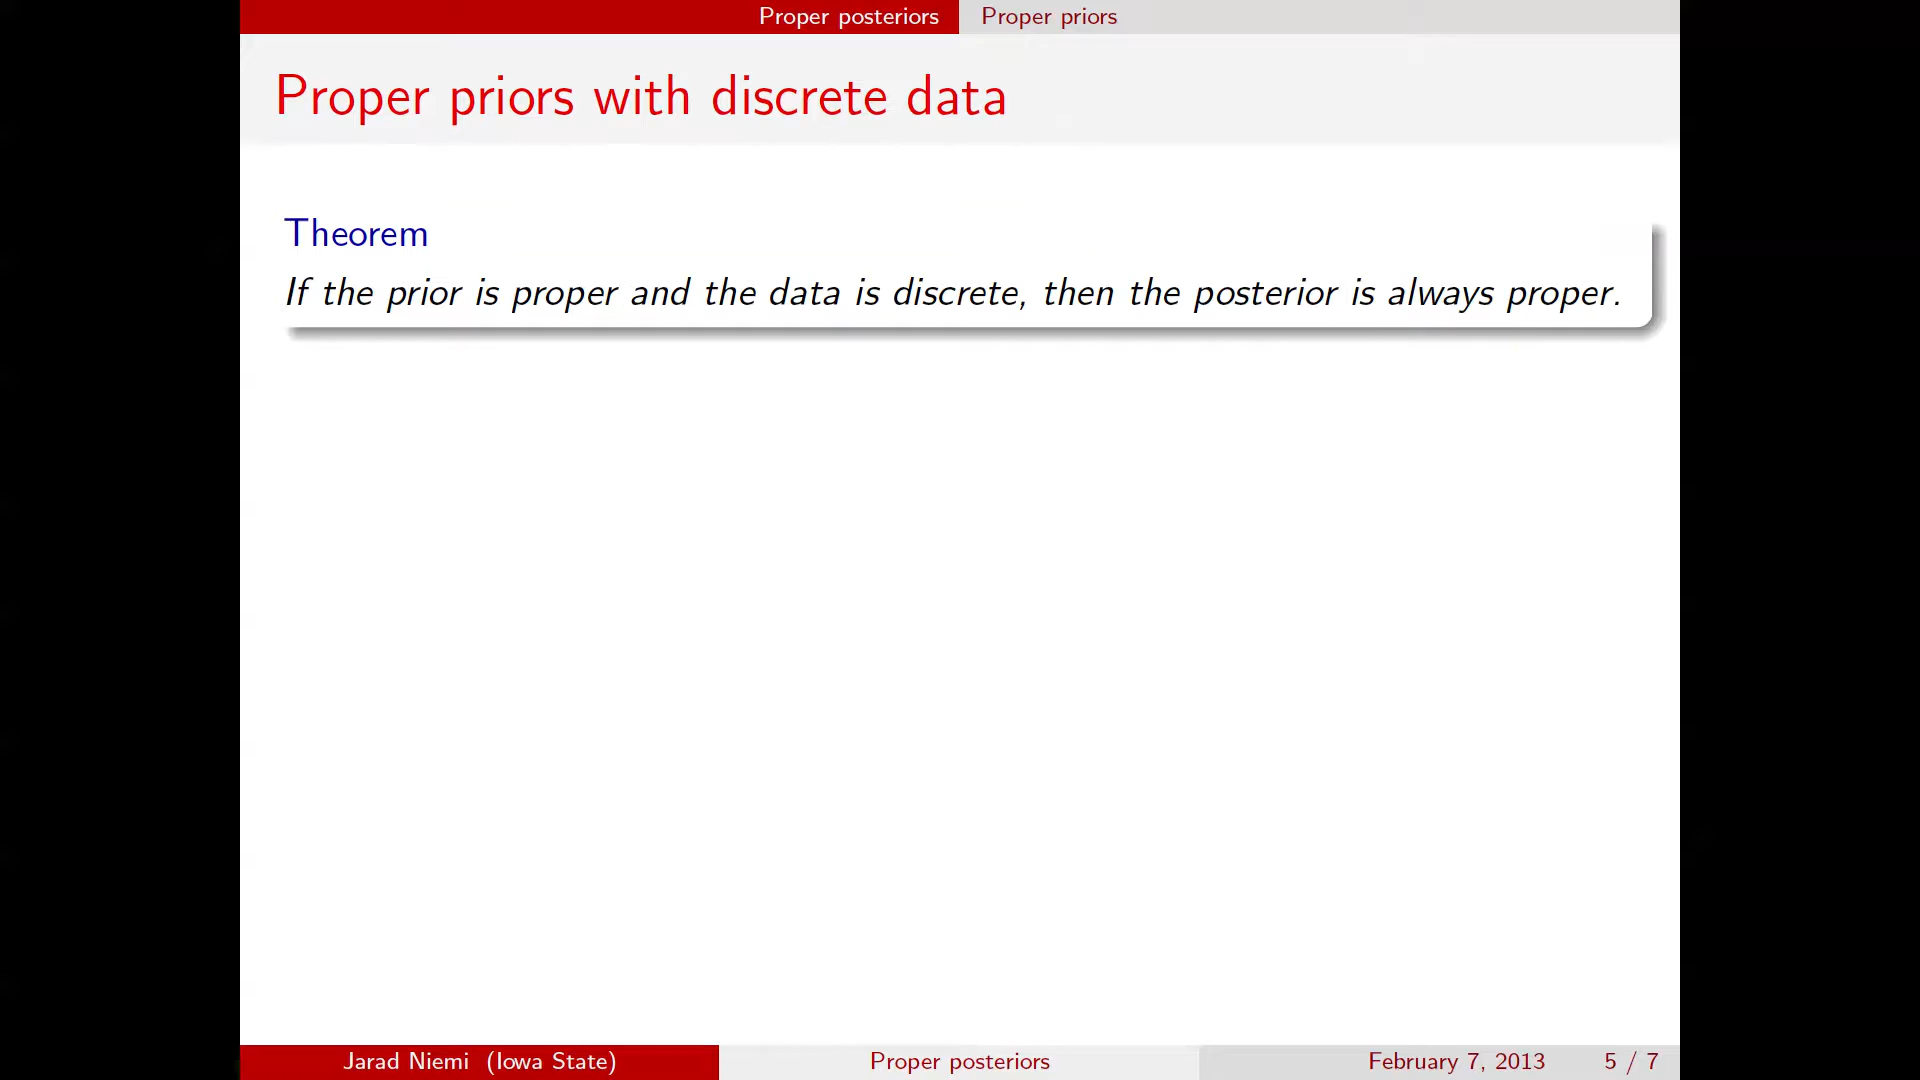 Proper posteriors Proper priors
Proper priors with discrete data
Theorem
If the prior is proper and the data is discrete, then the posterior is always proper.
Jarad Niemi (Iowa State) Proper posteriors February 7, 2013 5 / 7